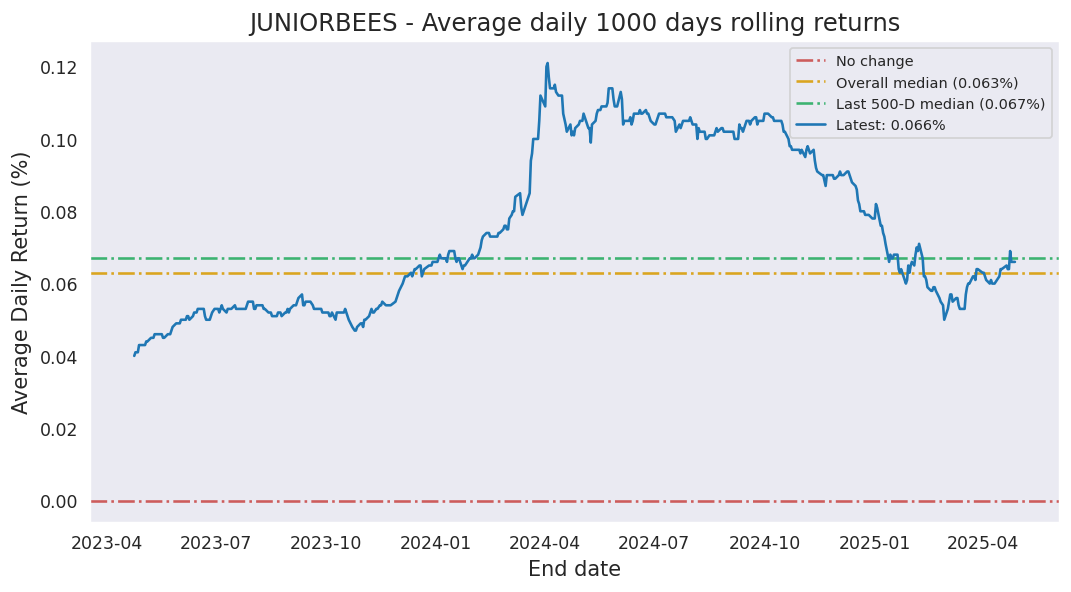 JUNIORBEES - Average daily 1000 days rolling returns
No change
Overall median (0.063%)
Last 500-D median (0.067%)
Latest: 0.066%
Average Daily Return (%)
0.12
0.10
0.08
0.06
0.04
0.02
0.00
2023-04 2023-07 2023-10 2024-01 2024-04 2024-07 2024-10 2025-01 2025-04
End date